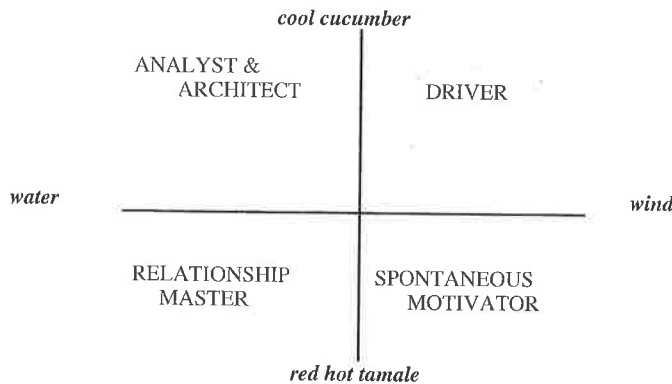 cool cucumber
ANALYST &
ARCHITECT
DRIVER
water
wind
RELATIONSHIP
MASTER
SPONTANEOUS
MOTIVATOR
red hot tamale